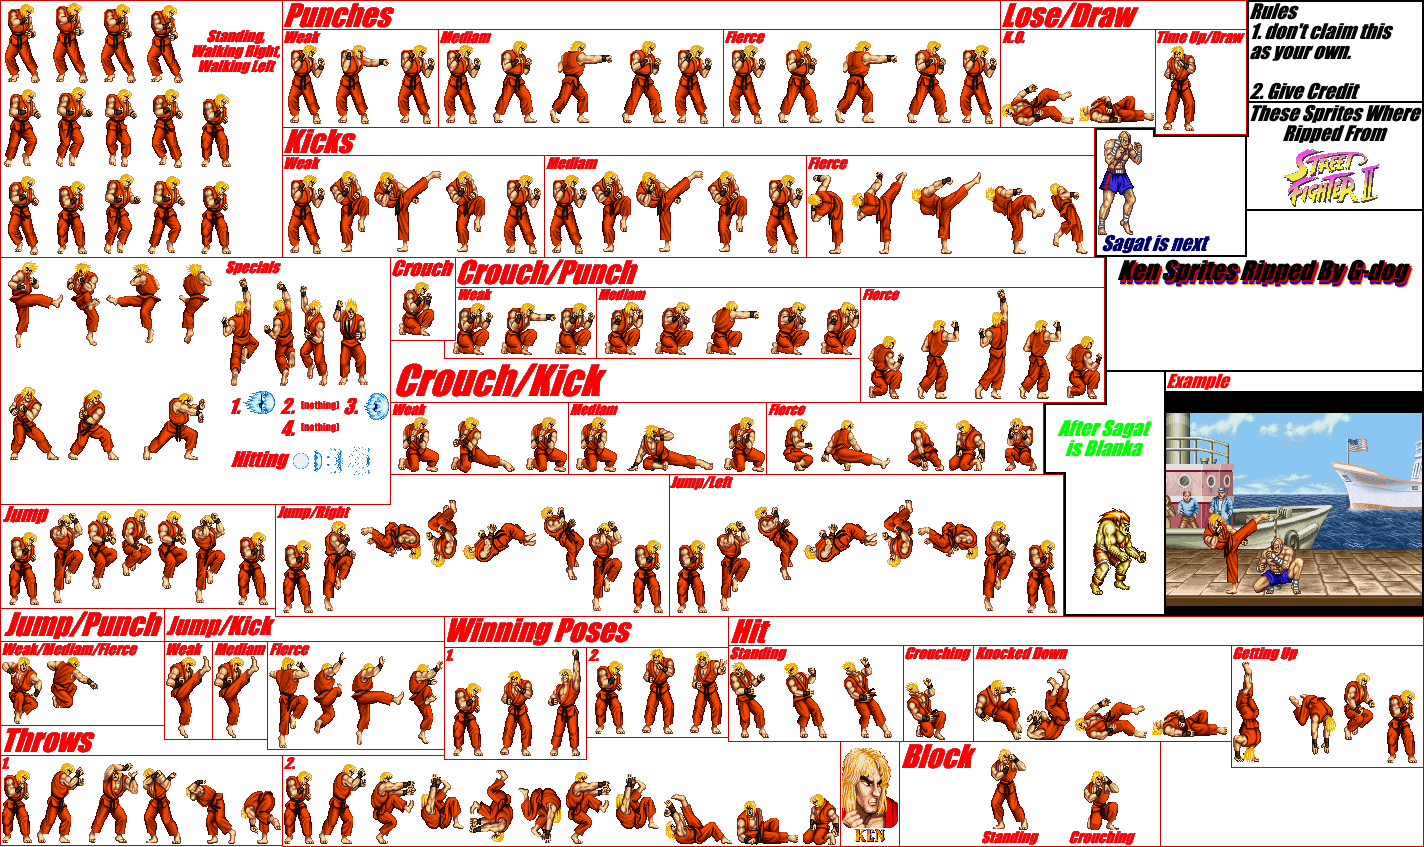 Standing,
Walking Right,
Walking Left
Punches
Weak
Mediam
Fierce
Lose/Draw
K.O.
Time Up/Draw
Rules
1. don't claim this
as your own.
2. Give Credit
These Sprites Where
Ripped From
STREET
FIGHTER II
Kicks
Weak
Mediam
Fierce
Sagat is next
Ken Sprites Ripped By G-dog
Specials
1.
2. (nothing)
3.
4. (nothing)
Hitting
Crouch
Crouch/Punch
Weak
Mediam
Fierce
Crouch/Kick
Weak
Mediam
Fierce
After Sagat
is Blanka
Example
Jump
Jump/Right
Jump/Left
Jump/Punch
Weak/Mediam/Fierce
Jump/Kick
Weak
Mediam
Fierce
Winning Poses
1.
2.
Hit
Standing
Crouching
Knocked Down
Getting Up
Throws
1.
2.
KEN
Block
Standing
Crouching